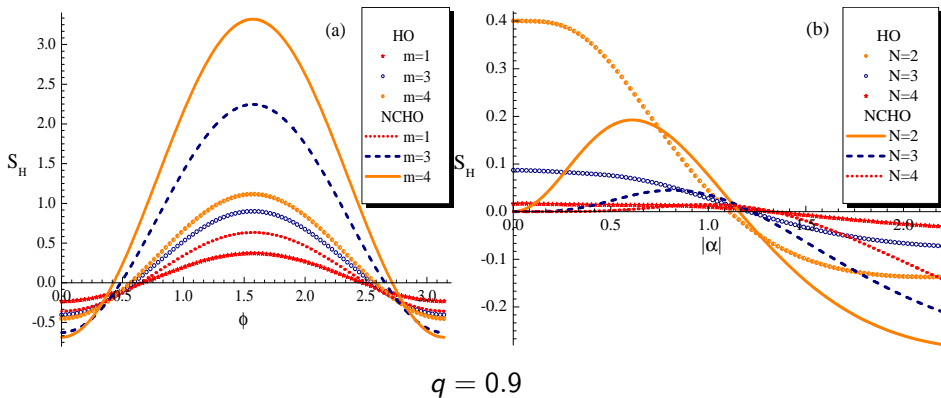 (a)
HO
m=1
m=3
m=4
NCHO
m=1
m=3
m=4
3.0
2.5
2.0
1.5
1.0
0.5
0.0
-0.5
S_H
0.0 0.5 1.0 1.5 2.0 2.5 3.0
ϕ
(b)
HO
N=2
N=3
N=4
NCHO
N=2
N=3
N=4
0.4
0.3
0.2
0.1
0.0
-0.1
-0.2
S_H
0.0 0.5 1.0 1.5 2.0
|α|
q = 0.9